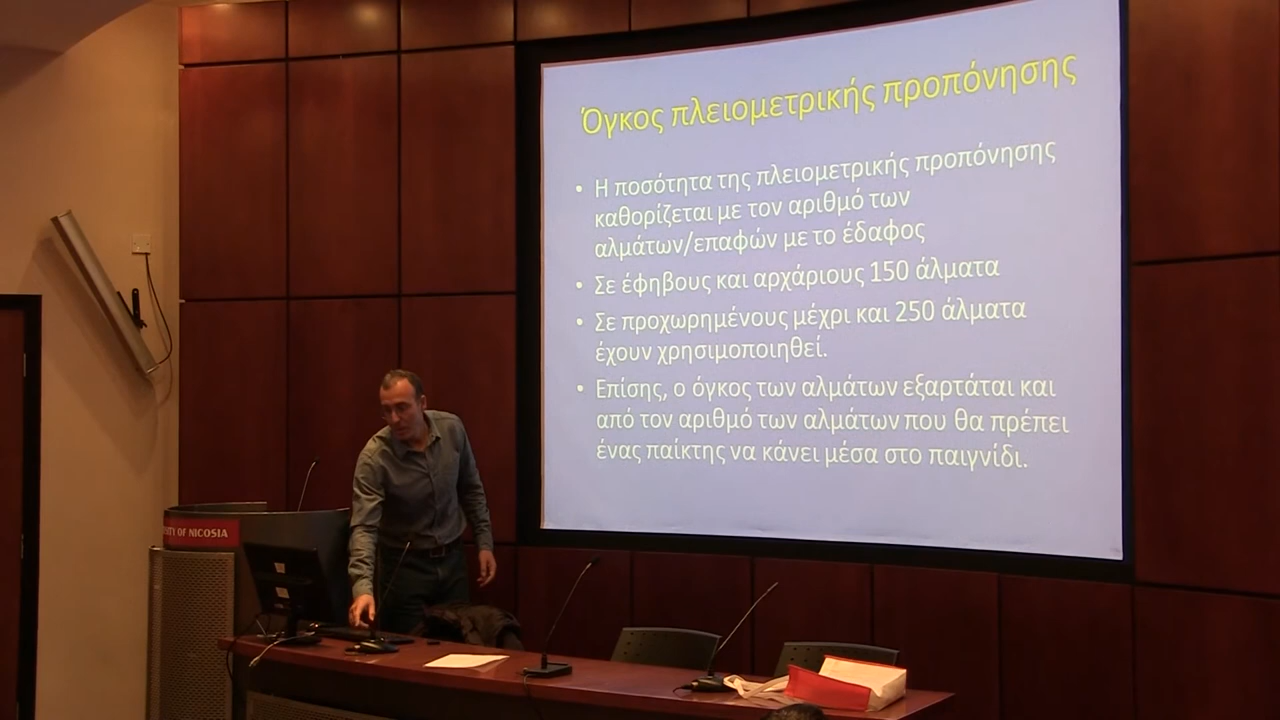 Όγκος πλειομετρικής προπόνησης
• Η ποσότητα της πλειομετρικής προπόνησης
καθορίζεται με τον αριθμό των
αλμάτων/επαφών με το έδαφος
• Σε έφηβους και αρχάριους 150 άλματα
• Σε προχωρημένους μέχρι και 250 άλματα
έχουν χρησιμοποιηθεί.
• Επίσης, ο όγκος των αλμάτων εξαρτάται και
από τον αριθμό των αλμάτων που θα πρέπει
ένας παίκτης να κάνει μέσα στο παιγνίδι.
SITY OF NICOSIA